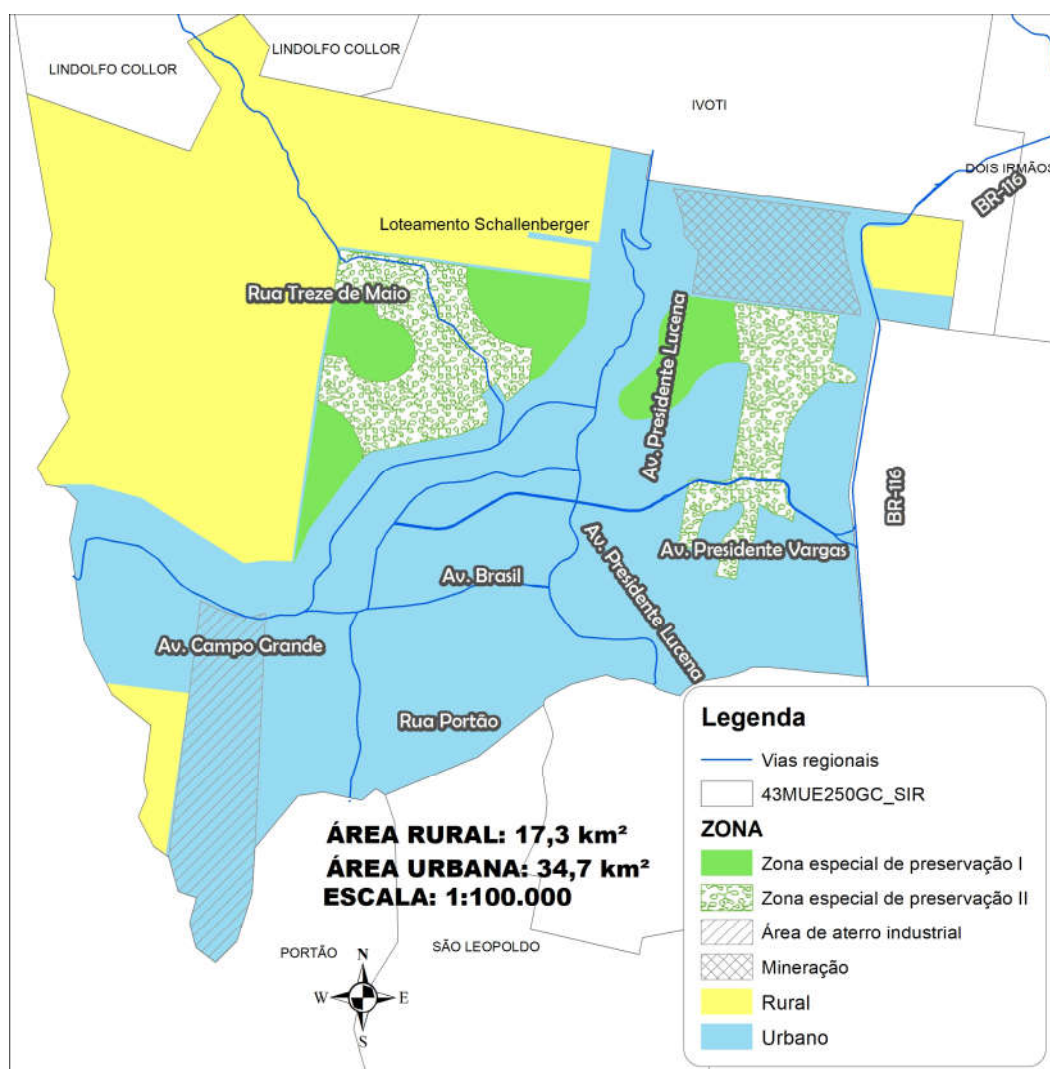 LINDOLFO COLLOR
LINDOLFO COLLOR
IVOTI
DOIS IRMÃOS
BR-116
Loteamento Schallenberger
Rua Treze de Maio
Av. Presidente Lucena
BR-116
Av. Presidente Vargas
Av. Brasil
Av. Presidente Lucena
Av. Campo Grande
Rua Portão
ÁREA RURAL: 17,3 km²
ÁREA URBANA: 34,7 km²
ESCALA: 1:100.000
PORTÃO
SÃO LEOPOLDO
N
W
E
S
Legenda
Vias regionais
43MUE250GC_SIR
ZONA
Zona especial de preservação I
Zona especial de preservação II
Área de aterro industrial
Mineração
Rural
Urbano